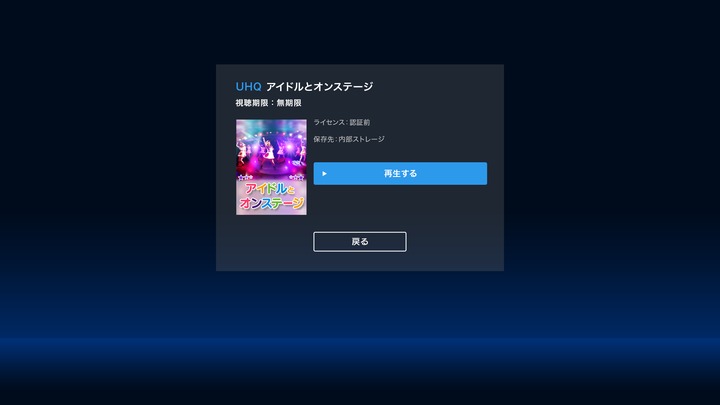 UHQ アイドルとオンステージ
視聴期限：無期限
ライセンス：認証前
保存先：内部ストレージ
アイドルと
オンステージ
再生する
戻る